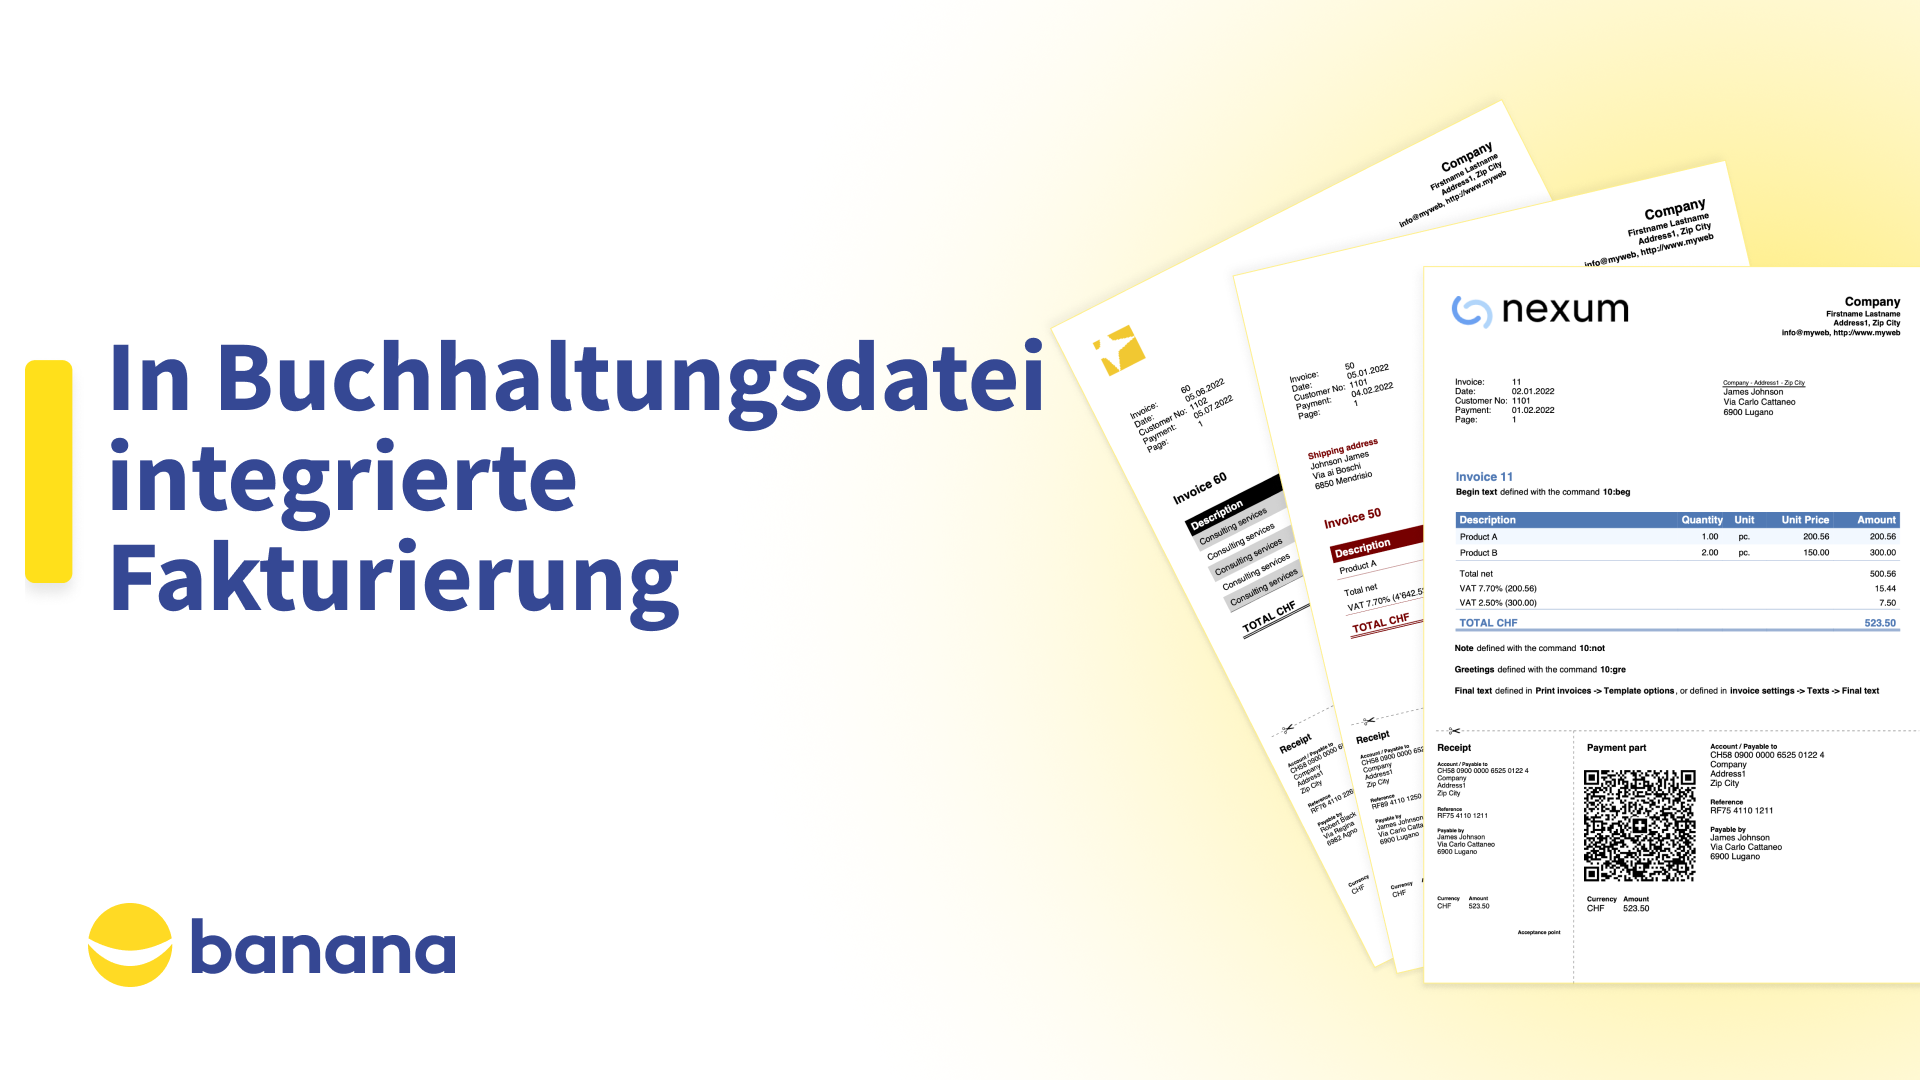 In Buchhaltungsdatei
integrierte
Fakturierung
banana
Company
Firstname Lastname
Address1, Zip City
info@myweb, http://www.myweb
Invoice: 60
Date: 05.06.2022
Customer No: 1102
Payment: 05.07.2022
Page: 1
Invoice 60
Description
Consulting services
Consulting services
Consulting services
Consulting services
Consulting services
TOTAL CHF
Receipt
Account / Payable to
CH58 0900 0000 6
Company
Address1
Zip City
Reference
RF76 4110 226
Payable by
Robert Black
Via Regina
6982 Agno
Currency
CHF
Company
Firstname Lastname
Address1, Zip City
info@myweb, http://www.myweb
Invoice: 50
Date: 05.01.2022
Customer No: 1101
Payment: 04.02.2022
Page: 1
Shipping address
Johnson James
Via ai Boschi
6850 Mendrisio
Invoice 50
Description
Product A
Total net
VAT 7.70% (4'642.5
TOTAL CHF
Receipt
Account / Payable to
CH58 0900 0000 652
Company
Address1
Zip City
Reference
RF89 4110 1250
Payable by
James Johnson
Via Carlo Catta
6900 Lugano
Currency
CHF
nexum
Company
Firstname Lastname
Address1, Zip City
info@myweb, http://www.myweb
Invoice: 11
Date: 02.01.2022
Customer No: 1101
Payment: 01.02.2022
Page: 1
Company - Address1 - Zip City
James Johnson
Via Carlo Cattaneo
6900 Lugano
Invoice 11
Begin text defined with the command 10:beg
Description Quantity Unit Unit Price Amount
Product A 1.00 pc. 200.56 200.56
Product B 2.00 pc. 150.00 300.00
Total net 500.56
VAT 7.70% (200.56) 15.44
VAT 2.50% (300.00) 7.50
TOTAL CHF 523.50
Note defined with the command 10:not
Greetings defined with the command 10:gre
Final text defined in Print invoices -> Template options, or defined in invoice settings -> Texts -> Final text
Receipt
Account / Payable to
CH58 0900 0000 6525 0122 4
Company
Address1
Zip City
Reference
RF75 4110 1211
Payable by
James Johnson
Via Carlo Cattaneo
6900 Lugano
Currency Amount
CHF 523.50
Acceptance point
Payment part
Currency Amount
CHF 523.50
Account / Payable to
CH58 0900 0000 6525 0122 4
Company
Address1
Zip City
Reference
RF75 4110 1211
Payable by
James Johnson
Via Carlo Cattaneo
6900 Lugano